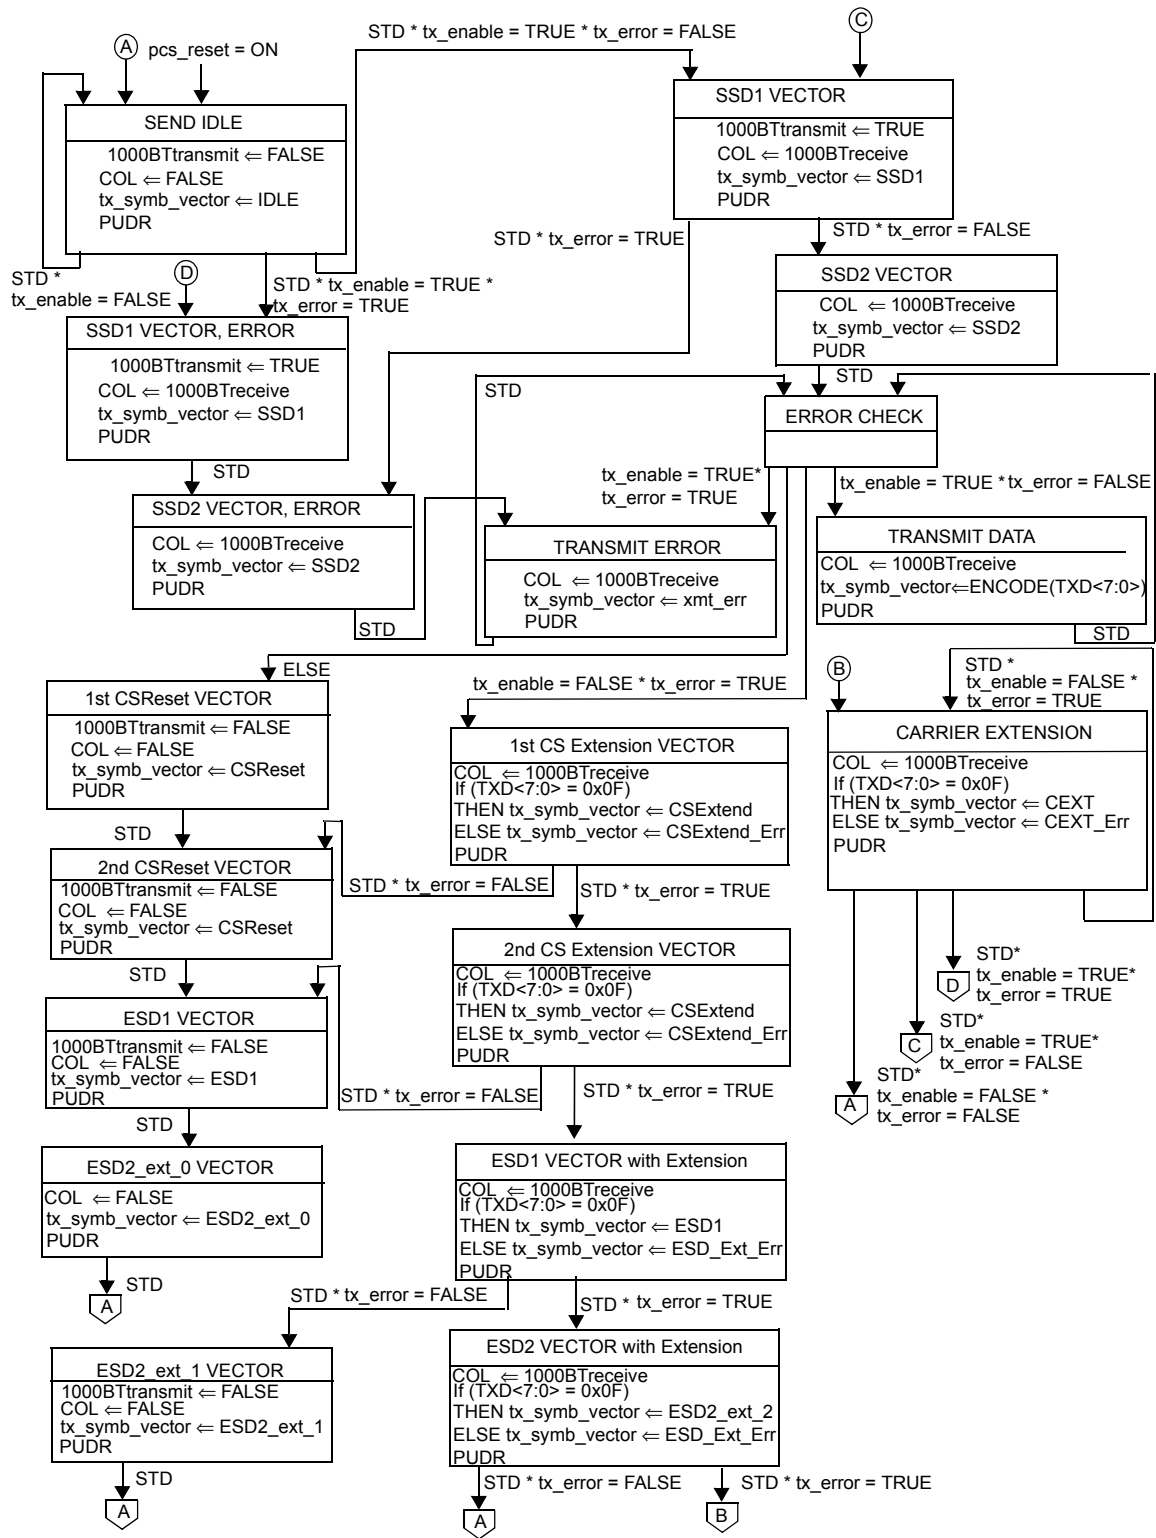 A
pcs_reset = ON
STD * tx_enable = TRUE * tx_error = FALSE
C
SEND IDLE
1000BTtransmit ⇐ FALSE
COL ⇐ FALSE
tx_symb_vector ⇐ IDLE
PUDR
SSD1 VECTOR
1000BTtransmit ⇐ TRUE
COL ⇐ 1000BTreceive
tx_symb_vector ⇐ SSD1
PUDR
STD *
tx_enable = FALSE
D
STD * tx_enable = TRUE *
tx_error = TRUE
STD * tx_error = TRUE
STD * tx_error = FALSE
SSD2 VECTOR
COL ⇐ 1000BTreceive
tx_symb_vector ⇐ SSD2
PUDR
SSD1 VECTOR, ERROR
1000BTtransmit ⇐ TRUE
COL ⇐ 1000BTreceive
tx_symb_vector ⇐ SSD1
PUDR
STD
STD
STD
ERROR CHECK
SSD2 VECTOR, ERROR
COL ⇐ 1000BTreceive
tx_symb_vector ⇐ SSD2
PUDR
STD
tx_enable = TRUE*
tx_error = TRUE
tx_enable = TRUE * tx_error = FALSE
TRANSMIT ERROR
COL ⇐ 1000BTreceive
tx_symb_vector ⇐ xmt_err
PUDR
TRANSMIT DATA
COL ⇐ 1000BTreceive
tx_symb_vector⇐ENCODE(TXD<7:0>)
PUDR
STD
ELSE
tx_enable = FALSE * tx_error = TRUE
B
STD *
tx_enable = FALSE *
tx_error = TRUE
1st CSReset VECTOR
1000BTtransmit ⇐ FALSE
COL ⇐ FALSE
tx_symb_vector ⇐ CSReset
PUDR
1st CS Extension VECTOR
COL ⇐ 1000BTreceive
If (TXD<7:0> = 0x0F)
THEN tx_symb_vector ⇐ CSExtend
ELSE tx_symb_vector ⇐ CSExtend_Err
PUDR
CARRIER EXTENSION
COL ⇐ 1000BTreceive
If (TXD<7:0> = 0x0F)
THEN tx_symb_vector ⇐ CEXT
ELSE tx_symb_vector ⇐ CEXT_Err
PUDR
STD
STD * tx_error = FALSE
STD * tx_error = TRUE
2nd CSReset VECTOR
1000BTtransmit ⇐ FALSE
COL ⇐ FALSE
tx_symb_vector ⇐ CSReset
PUDR
2nd CS Extension VECTOR
COL ⇐ 1000BTreceive
If (TXD<7:0> = 0x0F)
THEN tx_symb_vector ⇐ CSExtend
ELSE tx_symb_vector ⇐ CSExtend_Err
PUDR
D
STD*
tx_enable = TRUE*
tx_error = TRUE
C
STD*
tx_enable = TRUE*
tx_error = FALSE
A
STD*
tx_enable = FALSE *
tx_error = FALSE
STD
STD * tx_error = FALSE
STD * tx_error = TRUE
ESD1 VECTOR
1000BTtransmit ⇐ FALSE
COL ⇐ FALSE
tx_symb_vector ⇐ ESD1
PUDR
STD
ESD2_ext_0 VECTOR
COL ⇐ FALSE
tx_symb_vector ⇐ ESD2_ext_0
PUDR
STD
A
ESD1 VECTOR with Extension
COL ⇐ 1000BTreceive
If (TXD<7:0> = 0x0F)
THEN tx_symb_vector ⇐ ESD1
ELSE tx_symb_vector ⇐ ESD_Ext_Err
PUDR
STD * tx_error = FALSE
STD * tx_error = TRUE
ESD2_ext_1 VECTOR
1000BTtransmit ⇐ FALSE
COL ⇐ FALSE
tx_symb_vector ⇐ ESD2_ext_1
PUDR
STD
A
ESD2 VECTOR with Extension
COL ⇐ 1000BTreceive
If (TXD<7:0> = 0x0F)
THEN tx_symb_vector ⇐ ESD2_ext_2
ELSE tx_symb_vector ⇐ ESD_Ext_Err
PUDR
STD * tx_error = FALSE
STD * tx_error = TRUE
A
B